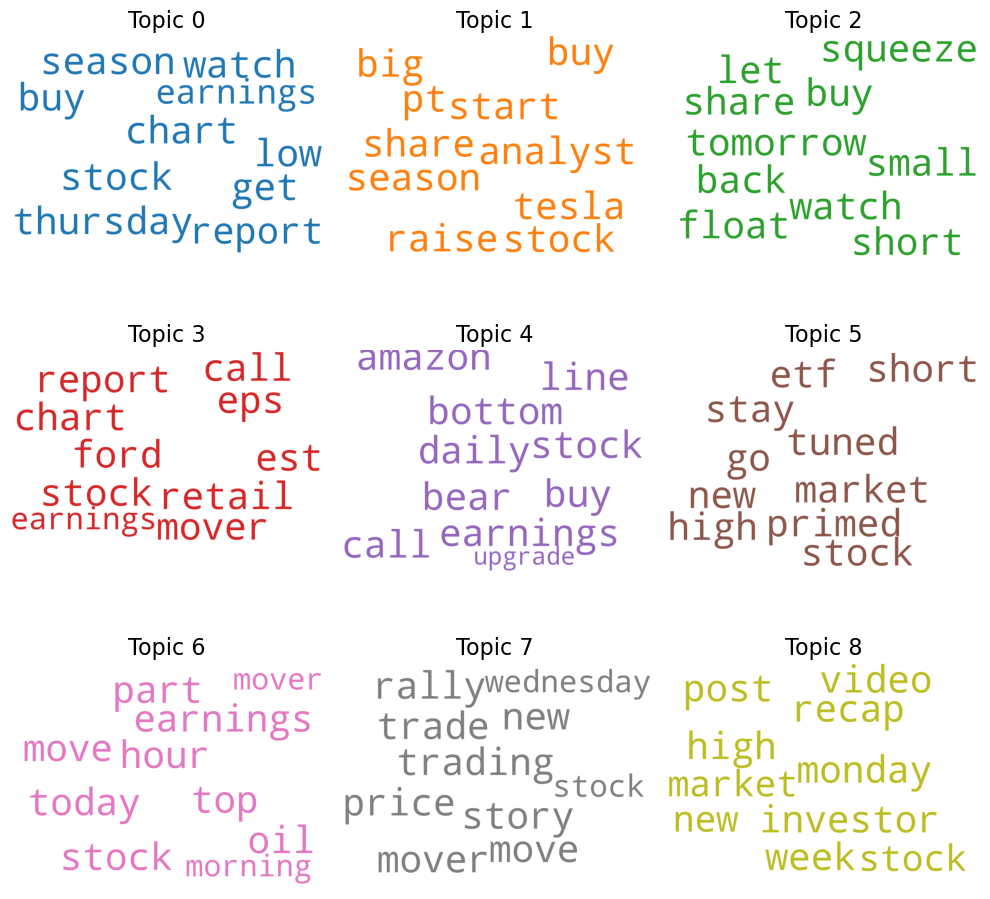 Topic 0
season watch
buy earnings
chart
low
stock get
thursday report
Topic 1
big buy
pt start
share analyst
season
tesla
raise stock
Topic 2
squeeze
let
share buy
tomorrow
small
back
watch
float short
Topic 3
report call
chart eps
ford est
stock retail
earnings mover
Topic 4
amazon
line
bottom
daily stock
bear buy
call earnings
upgrade
Topic 5
etf short
stay
tuned
go
new market
high primed
stock
Topic 6
part mover
earnings
move hour
today top
oil
stock morning
Topic 7
rally wednesday
trade new
trading
stock
price story
mover move
Topic 8
post video
recap
high
market monday
new investor
week stock